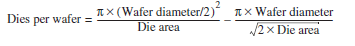 Dies per wafer = π × (Wafer diameter/2)² / Die area − π × Wafer diameter / √2 × Die area